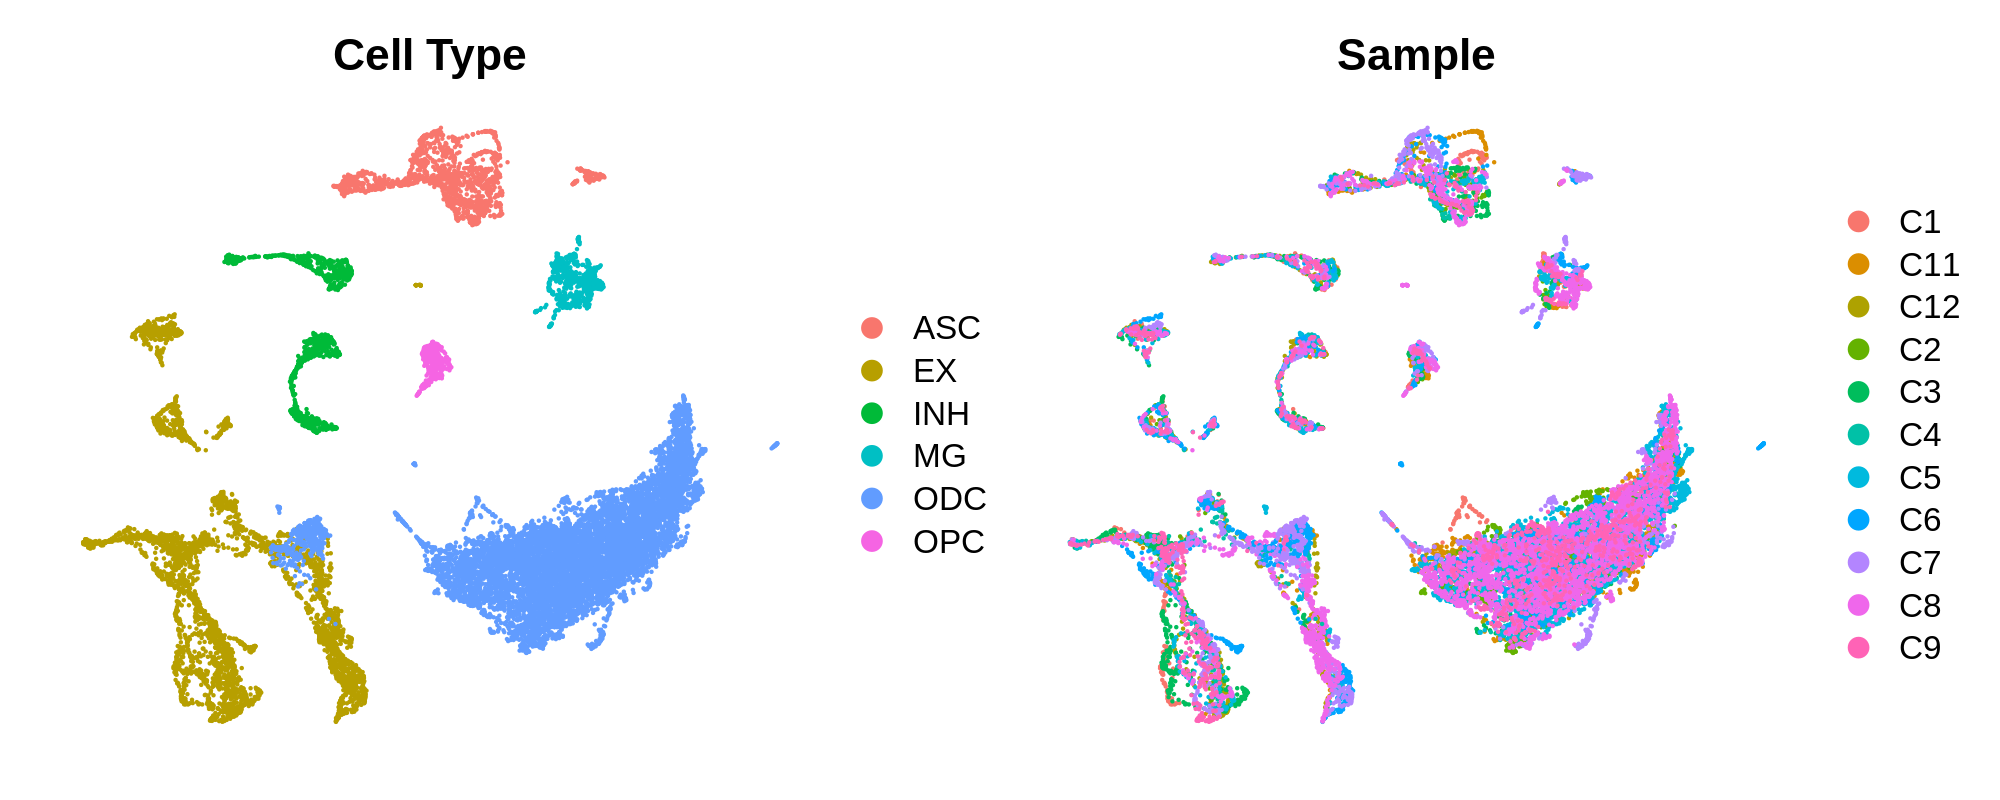 Cell Type
ASC
EX
INH
MG
ODC
OPC
Sample
C1
C11
C12
C2
C3
C4
C5
C6
C7
C8
C9